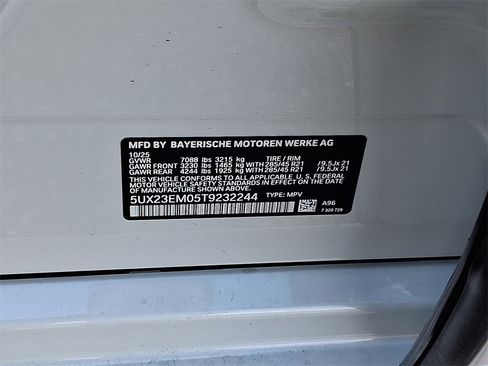 MFD BY BAYERISCHE MOTOREN WERKE AG
10/25 TIRE / RIM
GVWR 7088 lbs 3215 kg
GAWR FRONT 3230 lbs 1465 kg WITH 285/45 R21 /9.5Jx 21
GAWR REAR 4244 lbs 1925 kg WITH 285/45 R21 /9.5Jx 21
THIS VEHICLE CONFORMS TO ALL APPLICABLE U.S. FEDERAL
MOTOR VEHICLE SAFETY STANDARDS IN EFFECT ON THE
DATE OF MANUFACTURE SHOWN ABOVE.
5UX23EM05T9232244 TYPE: MPV
A96
7 320 729